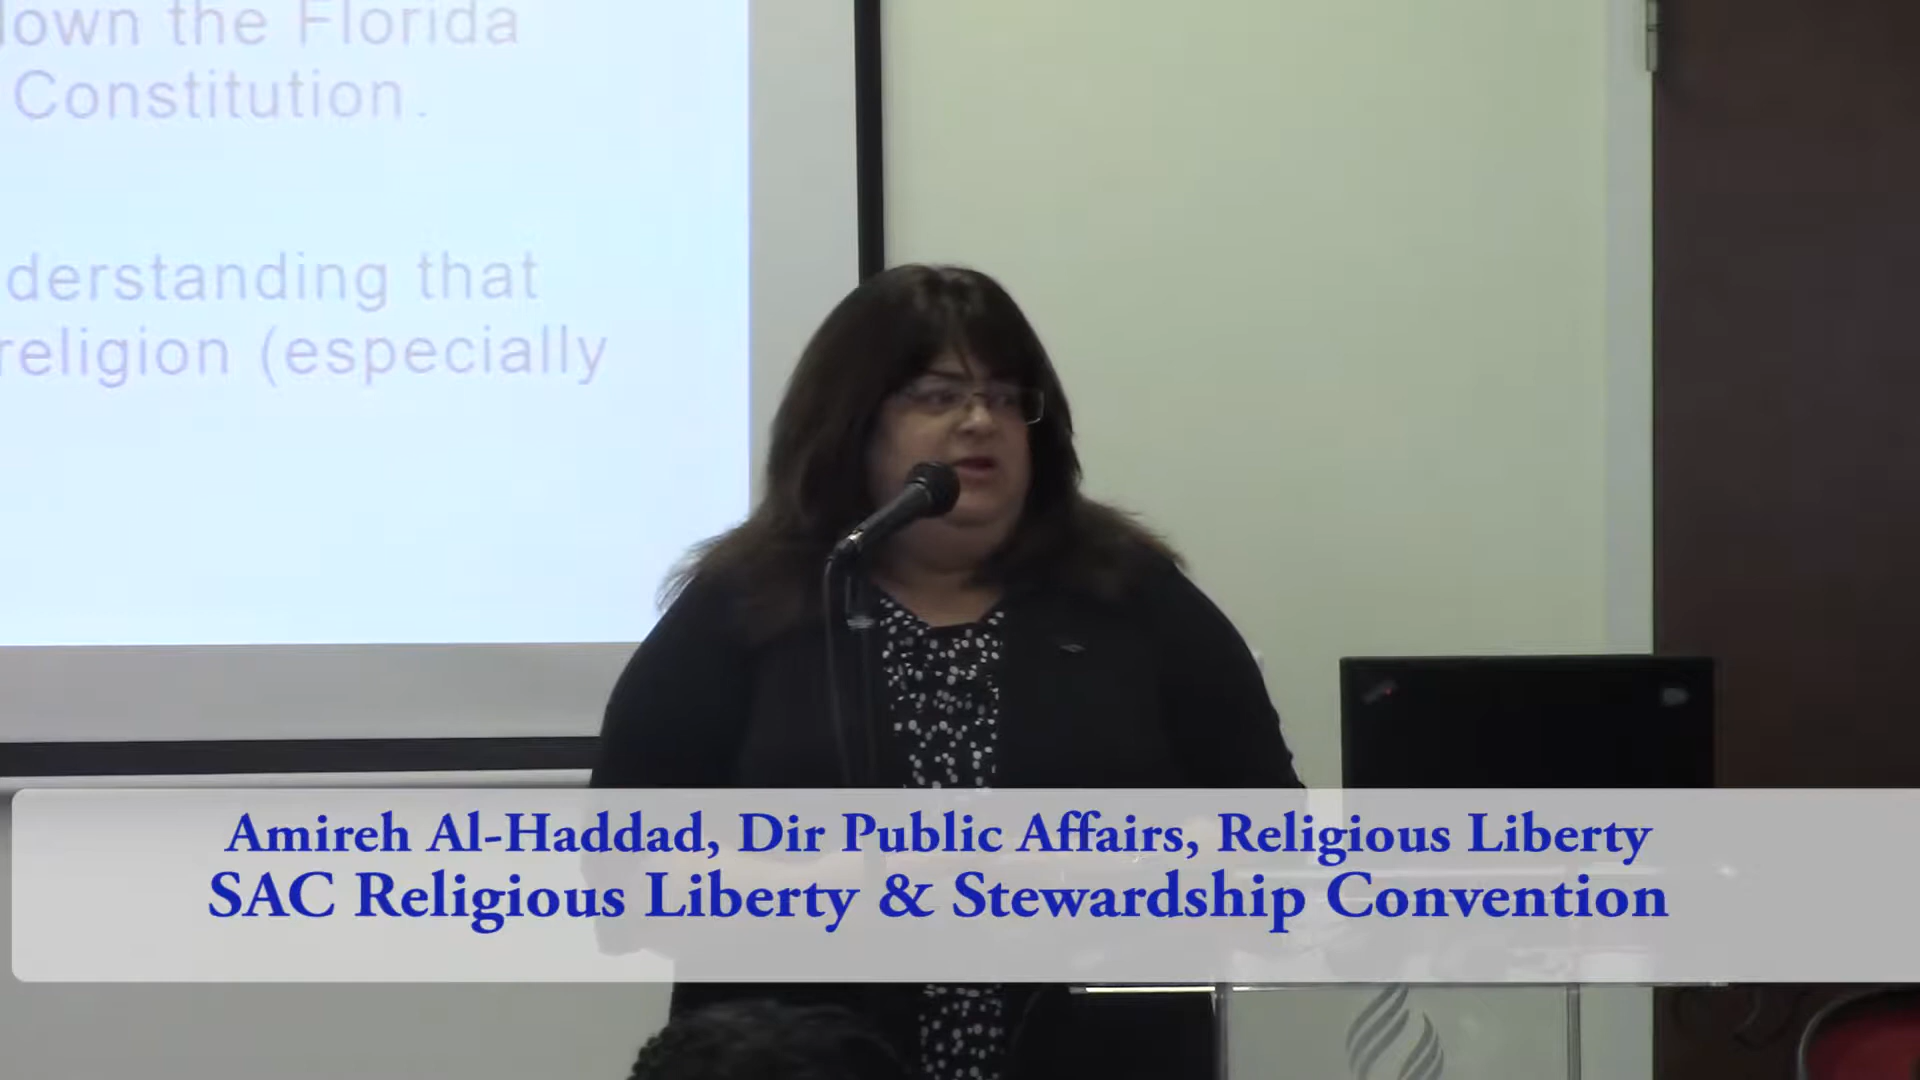 down the Florida
Constitution.
derstanding that
religion (especially
Amireh Al-Haddad, Dir Public Affairs, Religious Liberty
SAC Religious Liberty & Stewardship Convention